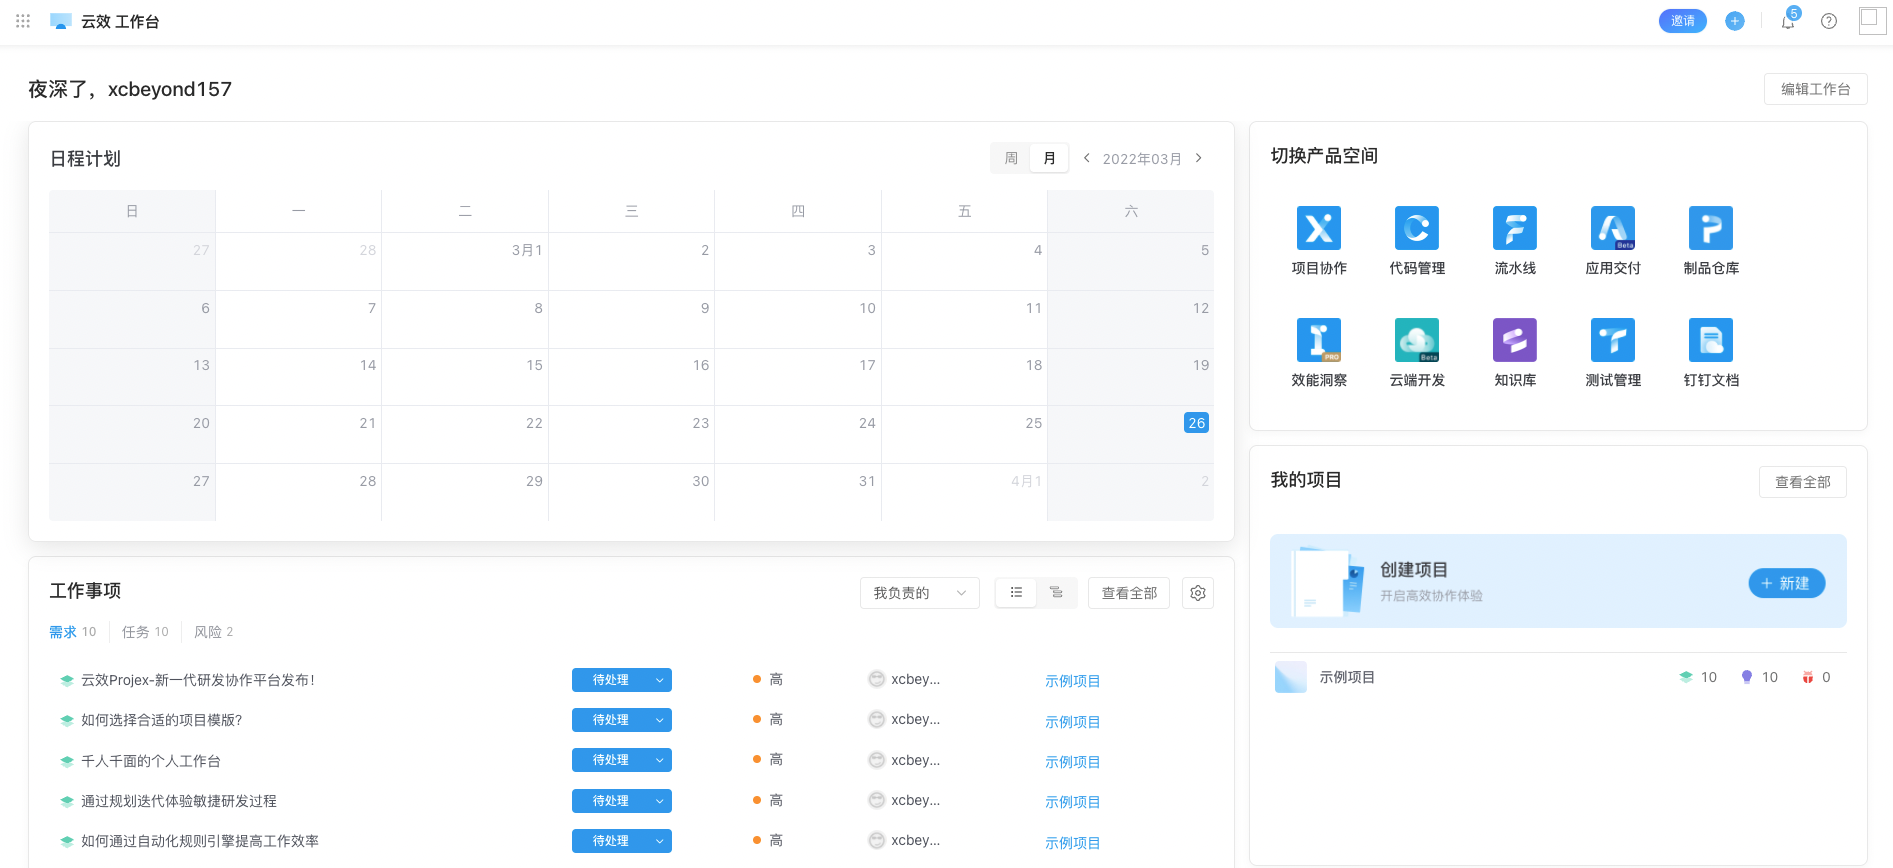 云效 工作台
邀请
5
夜深了，xcbeyond157
编辑工作台
日程计划
周 月 2022年03月
日 一 二 三 四 五 六
27 28 3月1 2 3 4 5
6 7 8 9 10 11 12
13 14 15 16 17 18 19
20 21 22 23 24 25 26
27 28 29 30 31 4月1 2
切换产品空间
项目协作 代码管理 流水线 应用交付 制品仓库
Beta
效能洞察 云端开发 知识库 测试管理 钉钉文档
PRO Beta
工作事项
我负责的
查看全部
需求 10 任务 10 风险 2
云效Projex-新一代研发协作平台发布！ 待处理 高 xcbey... 示例项目
如何选择合适的项目模版? 待处理 高 xcbey... 示例项目
千人千面的个人工作台 待处理 高 xcbey... 示例项目
通过规划迭代体验敏捷研发过程 待处理 高 xcbey... 示例项目
如何通过自动化规则引擎提高工作效率 待处理 高 xcbey... 示例项目
我的项目
查看全部
创建项目
开启高效协作体验
+ 新建
示例项目 10 10 0